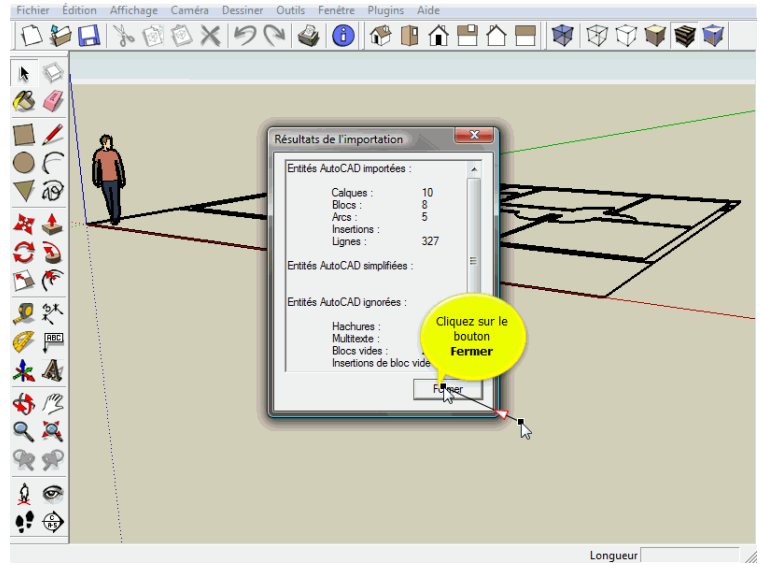 Fichier Édition Affichage Caméra Dessiner Outils Fenêtre Plugins Aide
Résultats de l'importation
Entités AutoCAD importées :
Calques : 10
Blocs : 8
Arcs : 5
Insertions :
Lignes : 327
Entités AutoCAD simplifiées :
Entités AutoCAD ignorées :
Hachures :
Multitexte :
Blocs vides :
Insertions de bloc vide
Cliquez sur le
bouton
Fermer
Fermer
ABC
Longueur